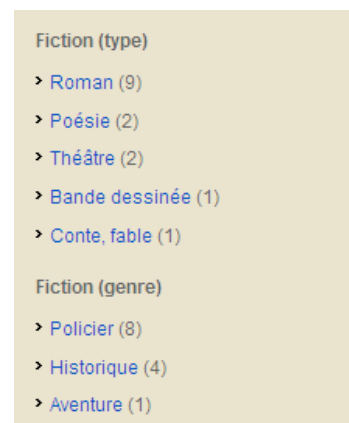 Fiction (type)
Roman (9)
Poésie (2)
Théâtre (2)
Bande dessinée (1)
Conte, fable (1)
Fiction (genre)
Policier (8)
Historique (4)
Aventure (1)